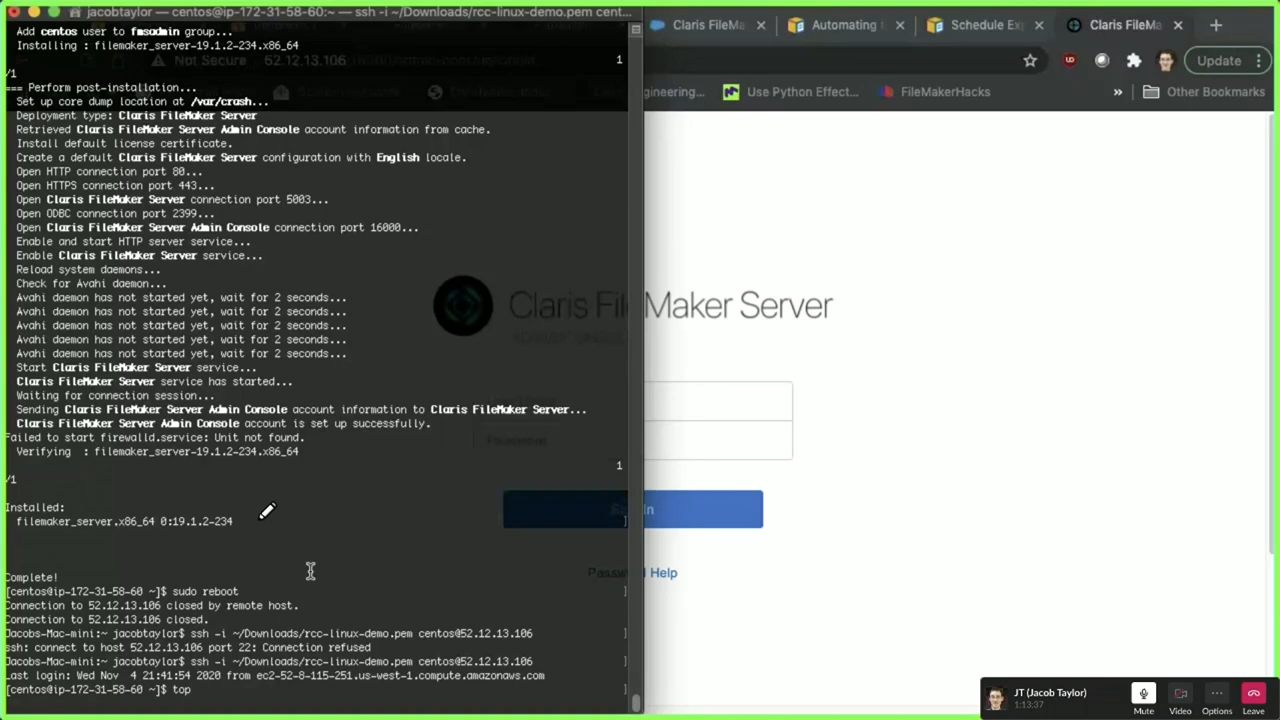 jacobtaylor — centos@ip-172-31-58-60:~ — ssh -i ~/Downloads/rcc-linux-demo.pem cent...
Claris FileMa
Automating
Schedule Ex
Claris FileMa
Not Secure
52.12.13.106
Update
ngineering...
Use Python Effect...
FileMakerHacks
»
Other Bookmarks
Add centos user to fmsadmin group...
Installing : filemaker_server-19.1.2-234.x86_64
1
/1
=== Perform post-installation...
Set up core dump location at /var/crash...
Deployment type: Claris FileMaker Server
Retrieved Claris FileMaker Server Admin Console account information from cache.
Install default license certificate.
Create a default Claris FileMaker Server configuration with English locale.
Open HTTP connection port 80...
Open HTTPS connection port 443...
Open Claris FileMaker Server connection port 5003...
Open ODBC connection port 2399...
Open Claris FileMaker Server Admin Console connection port 16000...
Enable and start HTTP server service...
Enable Claris FileMaker Server service...
Reload system daemons...
Check for Avahi daemon...
Avahi daemon has not started yet, wait for 2 seconds...
Avahi daemon has not started yet, wait for 2 seconds...
Avahi daemon has not started yet, wait for 2 seconds...
Avahi daemon has not started yet, wait for 2 seconds...
Avahi daemon has not started yet, wait for 2 seconds...
Start Claris FileMaker Server service...
Claris FileMaker Server service has started...
Waiting for connection session...
Sending Claris FileMaker Server Admin Console account information to Claris FileMaker Server...
Claris FileMaker Server Admin Console account is set up successfully.
Failed to start firewalld.service: Unit not found.
Verifying : filemaker_server-19.1.2-234.x86_64
1
/1
Installed:
filemaker_server.x86_64 0:19.1.2-234
Complete!
[centos@ip-172-31-58-60 ~]$ sudo reboot
Connection to 52.12.13.106 closed by remote host.
Connection to 52.12.13.106 closed.
Jacobs-Mac-mini:~ jacobtaylor$ ssh -i ~/Downloads/rcc-linux-demo.pem centos@52.12.13.106
ssh: connect to host 52.12.13.106 port 22: Connection refused
Jacobs-Mac-mini:~ jacobtaylor$ ssh -i ~/Downloads/rcc-linux-demo.pem centos@52.12.13.106
Last login: Wed Nov  4 21:41:54 2020 from ec2-52-8-115-251.us-west-1.compute.amazonaws.com
[centos@ip-172-31-58-60 ~]$ top
Claris FileMaker Server
Sign In
Password Help
JT (Jacob Taylor)
1:13:37
Mute
Video
Options
Leave